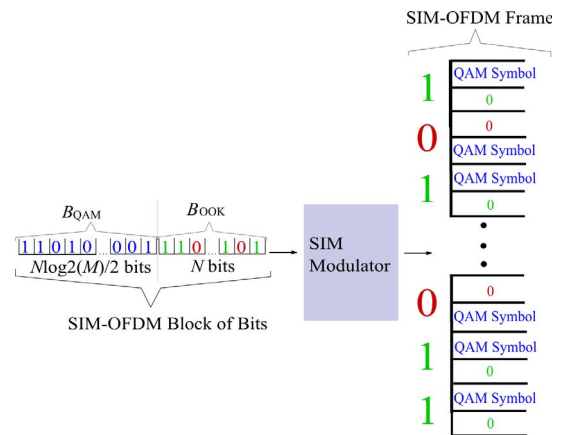 SIM-OFDM Frame
1 QAM Symbol
0
0 0
QAM Symbol
1 QAM Symbol
0
B_QAM B_OOK
1 1 0 1 0 ... 0 0 1 1 1 0 ... 1 0 1
Nlog2(M)/2 bits N bits
SIM-OFDM Block of Bits
SIM
Modulator
0 0
QAM Symbol
1 QAM Symbol
0
1 QAM Symbol
0